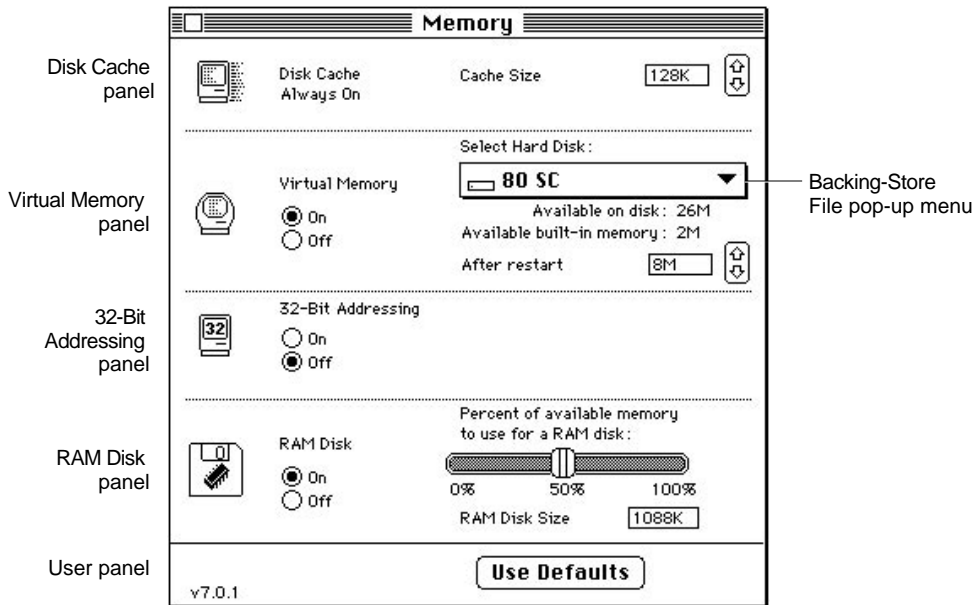 Memory
Disk Cache
panel
Disk Cache
Always On
Cache Size
128K
Select Hard Disk:
Virtual Memory
panel
Virtual Memory
On
Off
80 SC
Backing-Store
File pop-up menu
Available on disk: 26M
Available built-in memory: 2M
After restart
8M
32-Bit
Addressing
panel
32
32-Bit Addressing
On
Off
RAM Disk
panel
RAM Disk
On
Off
Percent of available memory
to use for a RAM disk:
0% 50% 100%
RAM Disk Size
1088K
User panel
v7.0.1
Use Defaults